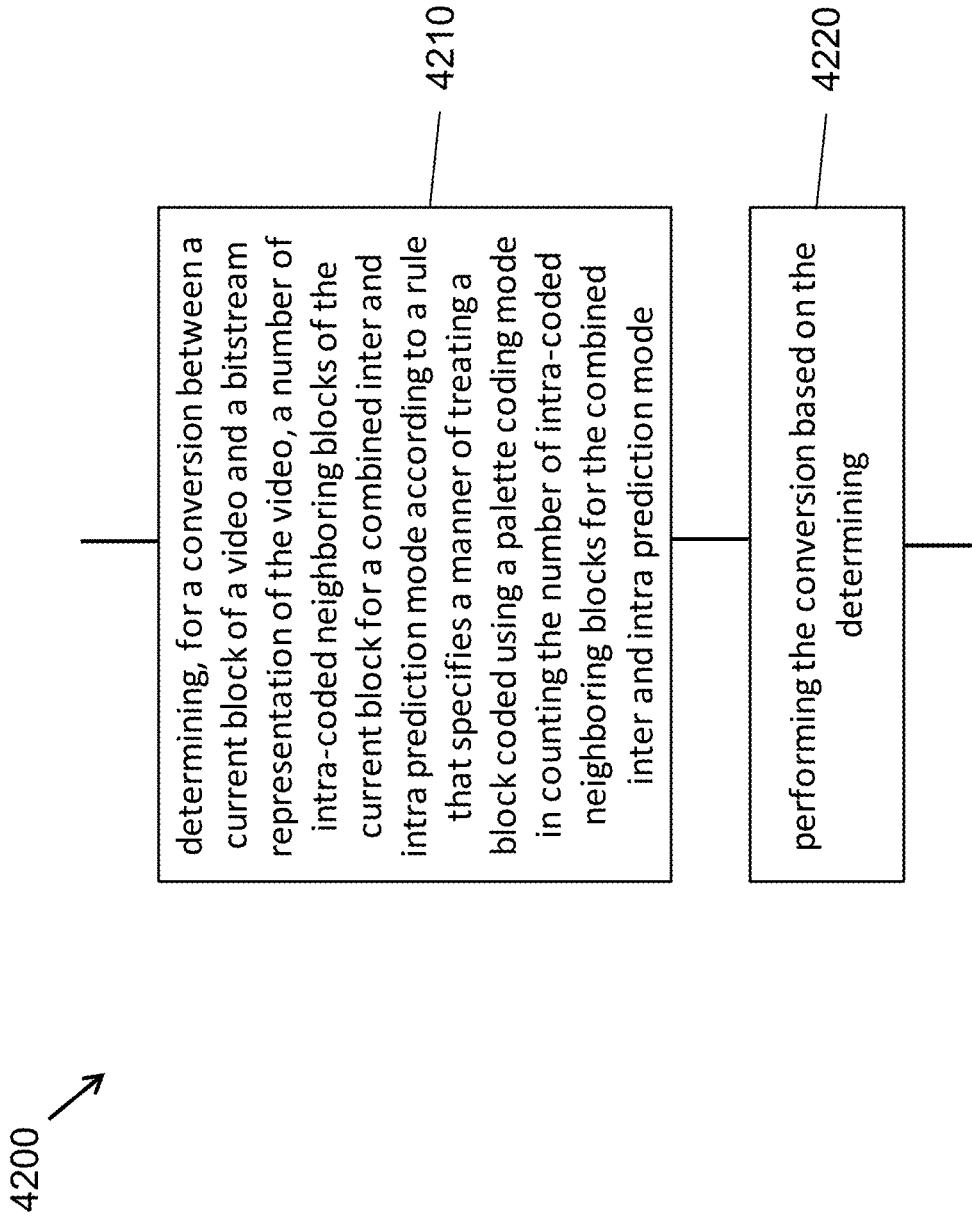 4200
determining, for a conversion between a
current block of a video and a bitstream
representation of the video, a number of
intra-coded neighboring blocks of the
current block for a combined inter and
intra prediction mode according to a rule
that specifies a manner of treating a
block coded using a palette coding mode
in counting the number of intra-coded
neighboring blocks for the combined
inter and intra prediction mode
4210
performing the conversion based on the
determining
4220